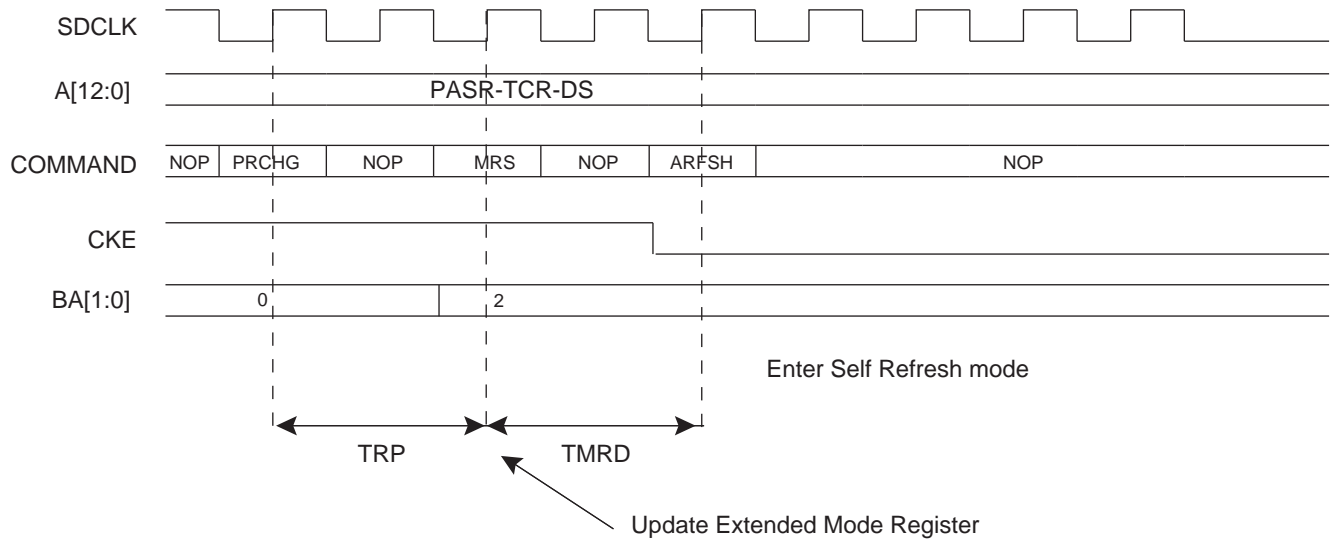 SDCLK
A[12:0] PASR-TCR-DS
COMMAND NOP PRCHG NOP MRS NOP ARFSH NOP
CKE
BA[1:0] 0 2
Enter Self Refresh mode
TRP TMRD
Update Extended Mode Register